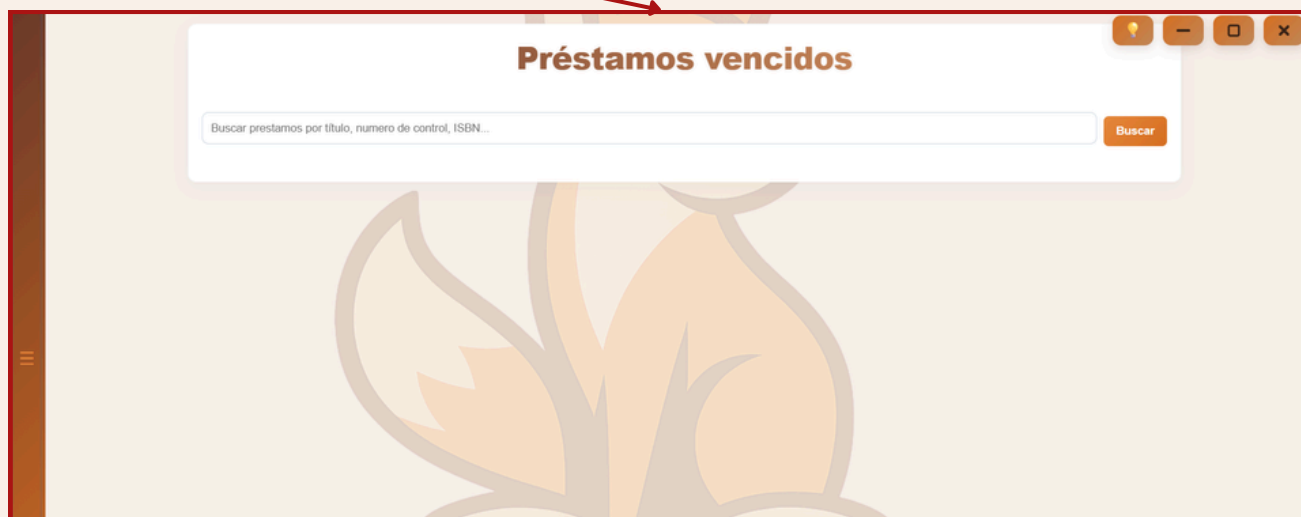 Préstamos vencidos
Buscar prestamos por título, numero de control, ISBN...
Buscar